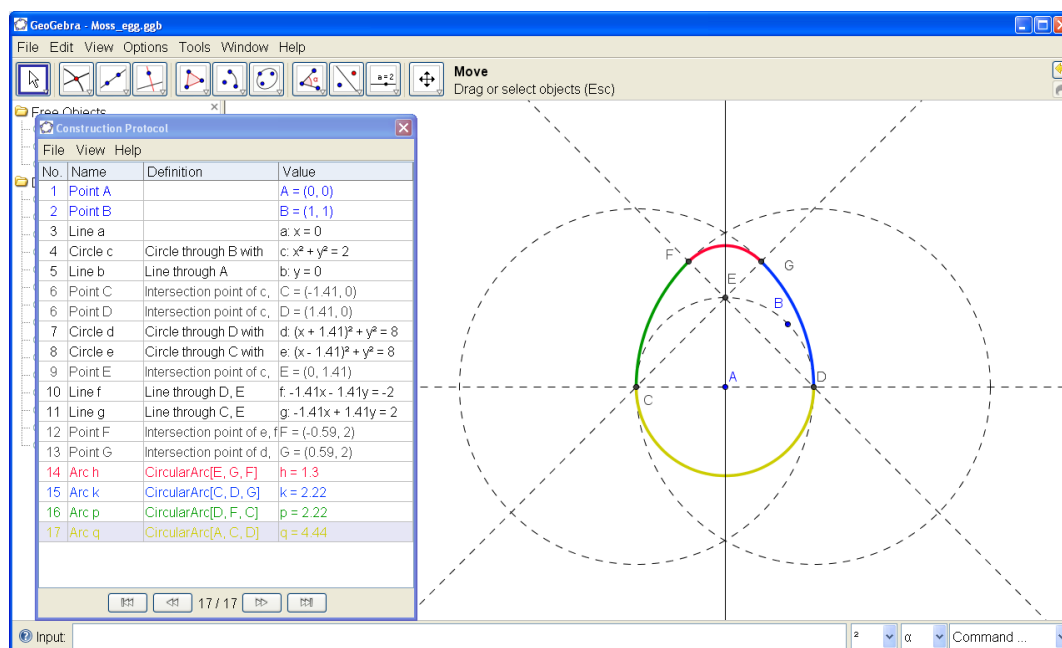 GeoGebra - Moss_egg.ggb
File Edit View Options Tools Window Help
Move
Drag or select objects (Esc)
a=2
Free Objects
Construction Protocol
File View Help
No. Name Definition Value
1 Point A A = (0, 0)
2 Point B B = (1, 1)
3 Line a a: x = 0
4 Circle c Circle through B with c: x² + y² = 2
5 Line b Line through A b: y = 0
6 Point C Intersection point of c, C = (-1.41, 0)
6 Point D Intersection point of c, D = (1.41, 0)
7 Circle d Circle through D with d: (x + 1.41)² + y² = 8
8 Circle e Circle through C with e: (x - 1.41)² + y² = 8
9 Point E Intersection point of c, E = (0, 1.41)
10 Line f Line through D, E f: -1.41x - 1.41y = -2
11 Line g Line through C, E g: -1.41x + 1.41y = 2
12 Point F Intersection point of e, f F = (-0.59, 2)
13 Point G Intersection point of d, G = (0.59, 2)
14 Arc h CircularArc[E, G, F] h = 1.3
15 Arc k CircularArc[C, D, G] k = 2.22
16 Arc p CircularArc[D, F, C] p = 2.22
17 Arc q CircularArc[A, C, D] q = 4.44
17 / 17
F
G
E
B
A
D
C
Input: ² α Command ...